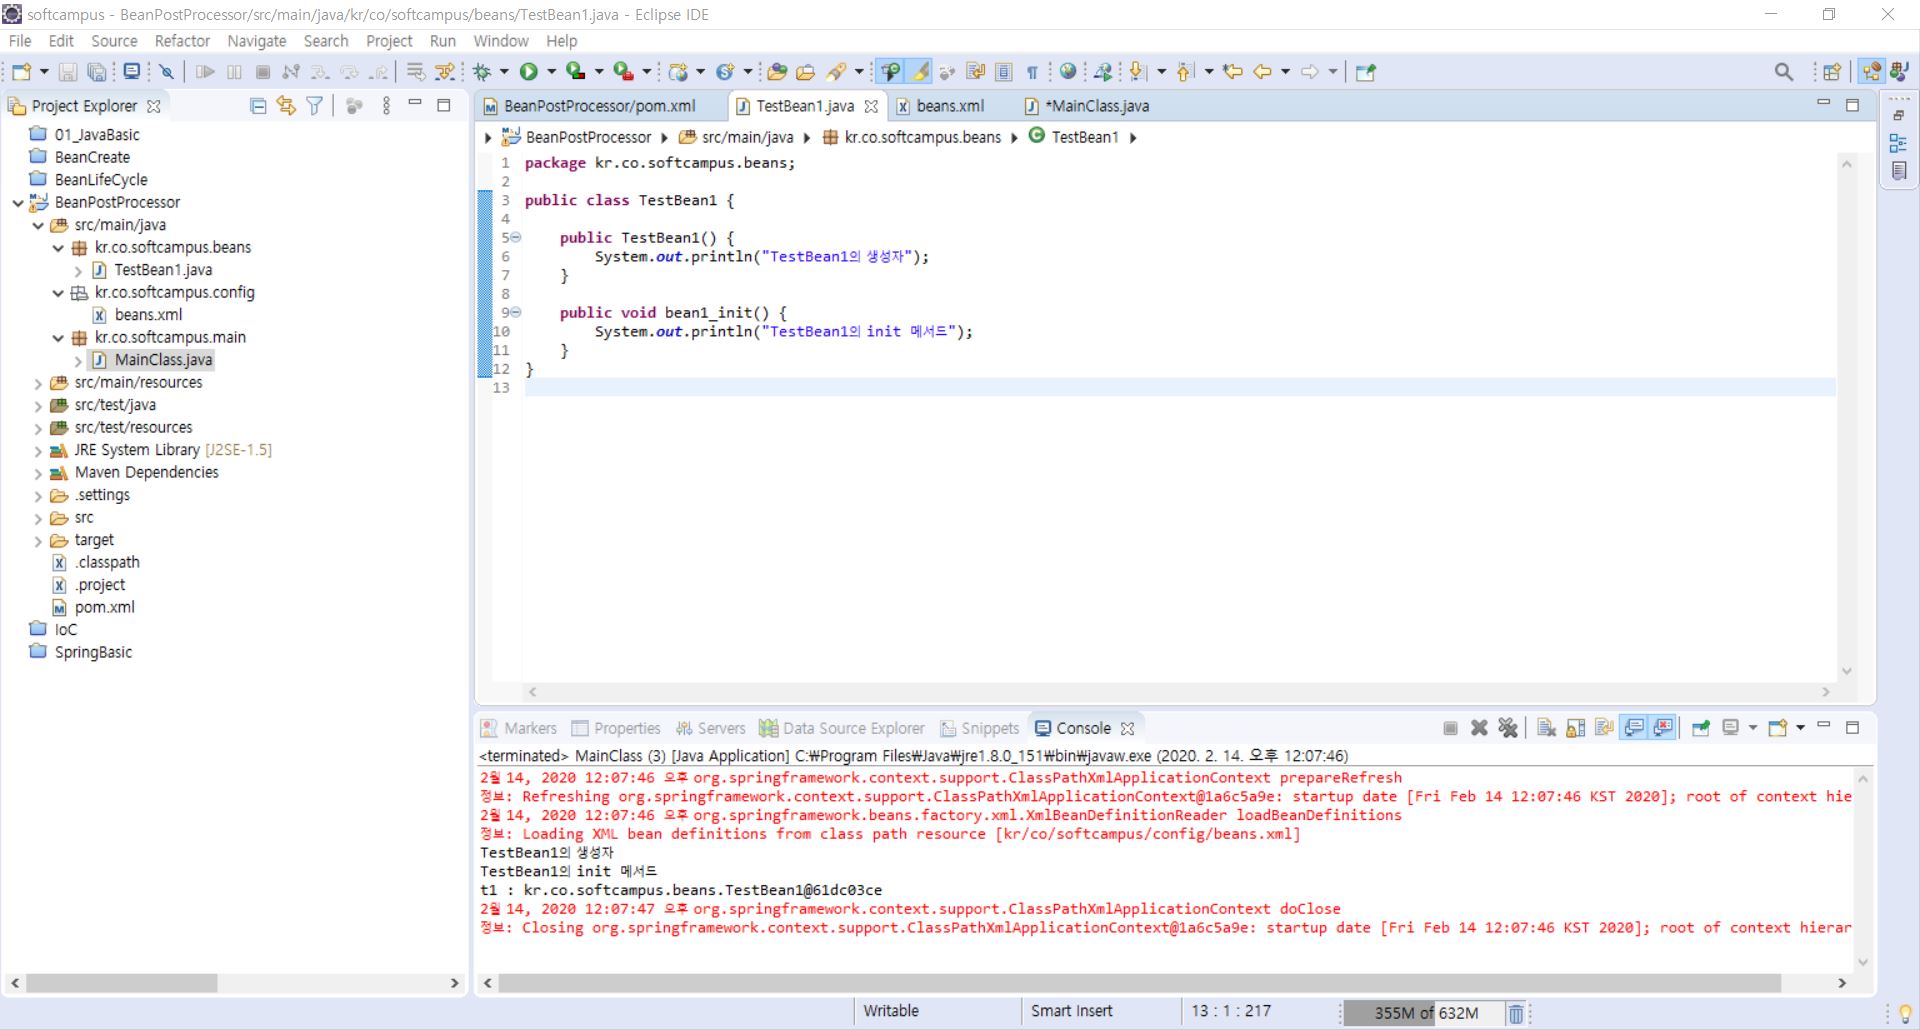 softcampus - BeanPostProcessor/src/main/java/kr/co/softcampus/beans/TestBean1.java - Eclipse IDE
File Edit Source Refactor Navigate Search Project Run Window Help
Project Explorer
01_JavaBasic
BeanCreate
BeanLifeCycle
BeanPostProcessor
src/main/java
kr.co.softcampus.beans
TestBean1.java
kr.co.softcampus.config
beans.xml
kr.co.softcampus.main
MainClass.java
src/main/resources
src/test/java
src/test/resources
JRE System Library [J2SE-1.5]
Maven Dependencies
.settings
src
target
.classpath
.project
pom.xml
IoC
SpringBasic
BeanPostProcessor/pom.xml TestBean1.java beans.xml *MainClass.java
BeanPostProcessor src/main/java kr.co.softcampus.beans TestBean1
1 package kr.co.softcampus.beans;
2
3 public class TestBean1 {
4
5 public TestBean1() {
6 System.out.println("TestBean1의 생성자");
7 }
8
9 public void bean1_init() {
10 System.out.println("TestBean1의 init 메서드");
11 }
12 }
13
Markers Properties Servers Data Source Explorer Snippets Console
<terminated> MainClass (3) [Java Application] C:₩Program Files₩Java₩jre1.8.0_151₩bin₩javaw.exe (2020. 2. 14. 오후 12:07:46)
2월 14, 2020 12:07:46 오후 org.springframework.context.support.ClassPathXmlApplicationContext prepareRefresh
정보: Refreshing org.springframework.context.support.ClassPathXmlApplicationContext@1a6c5a9e: startup date [Fri Feb 14 12:07:46 KST 2020]; root of context hie
2월 14, 2020 12:07:46 오후 org.springframework.beans.factory.xml.XmlBeanDefinitionReader loadBeanDefinitions
정보: Loading XML bean definitions from class path resource [kr/co/softcampus/config/beans.xml]
TestBean1의 생성자
TestBean1의 init 메서드
t1 : kr.co.softcampus.beans.TestBean1@61dc03ce
2월 14, 2020 12:07:47 오후 org.springframework.context.support.ClassPathXmlApplicationContext doClose
정보: Closing org.springframework.context.support.ClassPathXmlApplicationContext@1a6c5a9e: startup date [Fri Feb 14 12:07:46 KST 2020]; root of context hierar
Writable Smart Insert 13 : 1 : 217 355M of 632M